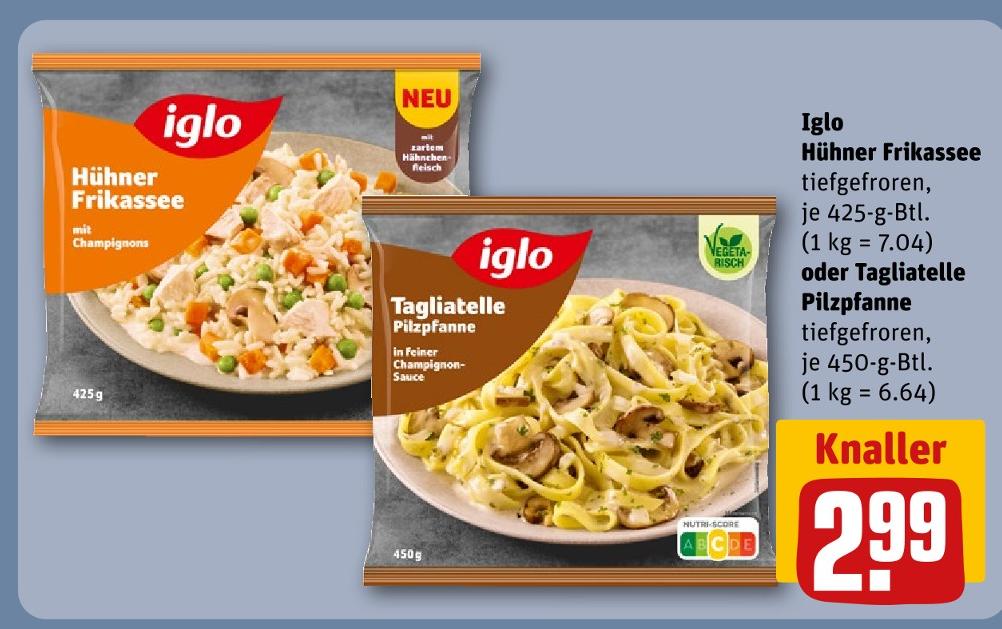 iglo
Hühner
Frikassee
mit
Champignons
425g
NEU
mit
zartem
Hähnchen-
fleisch
iglo
Tagliatelle
Pilzpfanne
in feiner
Champignon-
Sauce
450g
VEGETA-
RISCH
NUTRI-SCORE
A B C D E
Iglo
Hühner Frikassee
tiefgefroren,
je 425-g-Btl.
(1 kg = 7.04)
oder Tagliatelle
Pilzpfanne
tiefgefroren,
je 450-g-Btl.
(1 kg = 6.64)
Knaller
2.99